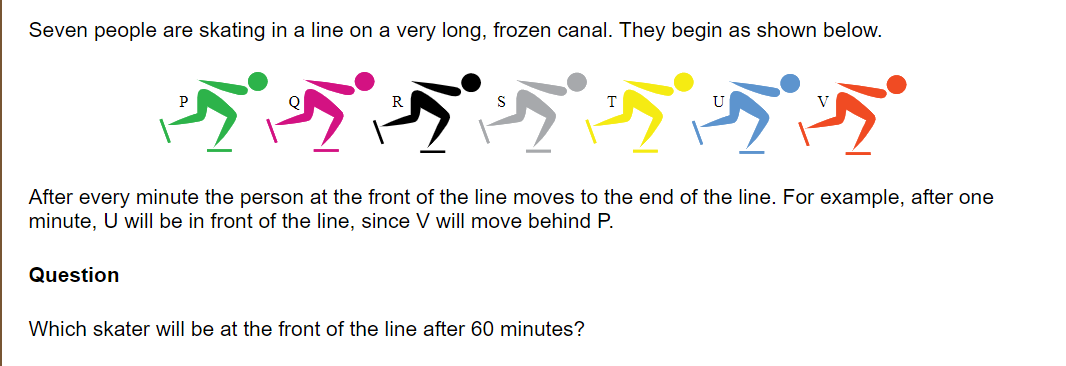 Seven people are skating in a line on a very long, frozen canal. They begin as shown below.
P Q R S T U V
After every minute the person at the front of the line moves to the end of the line. For example, after one
minute, U will be in front of the line, since V will move behind P.
Question
Which skater will be at the front of the line after 60 minutes?